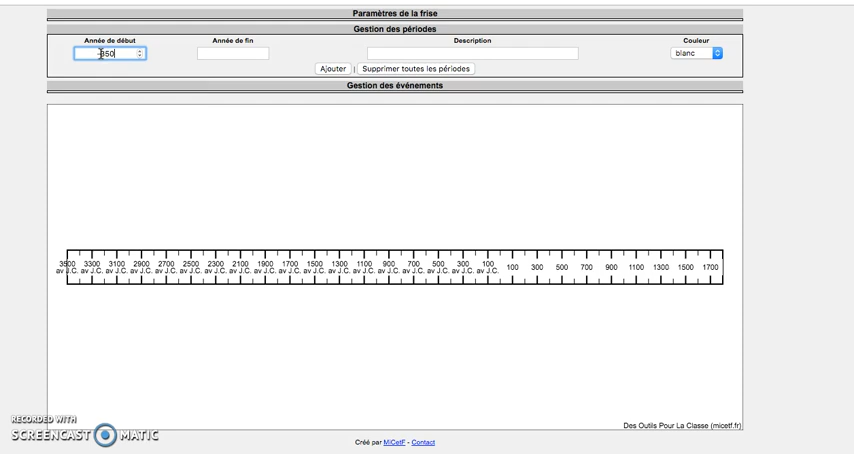 Paramètres de la frise
Gestion des périodes
Année de début Année de fin Description Couleur
-350 blanc
Ajouter | Supprimer toutes les périodes
Gestion des événements
3500 3300 3100 2900 2700 2500 2300 2100 1900 1700 1500 1300 1100 900 700 500 300 100 100 300 500 700 900 1100 1300 1500 1700
av J.C. av J.C. av J.C. av J.C. av J.C. av J.C. av J.C. av J.C. av J.C. av J.C. av J.C. av J.C. av J.C. av J.C. av J.C. av J.C. av J.C. av J.C.
Des Outils Pour La Classe (micetf.fr)
RECORDED WITH
SCREENCAST MATIC
Créé par MiCetF - Contact